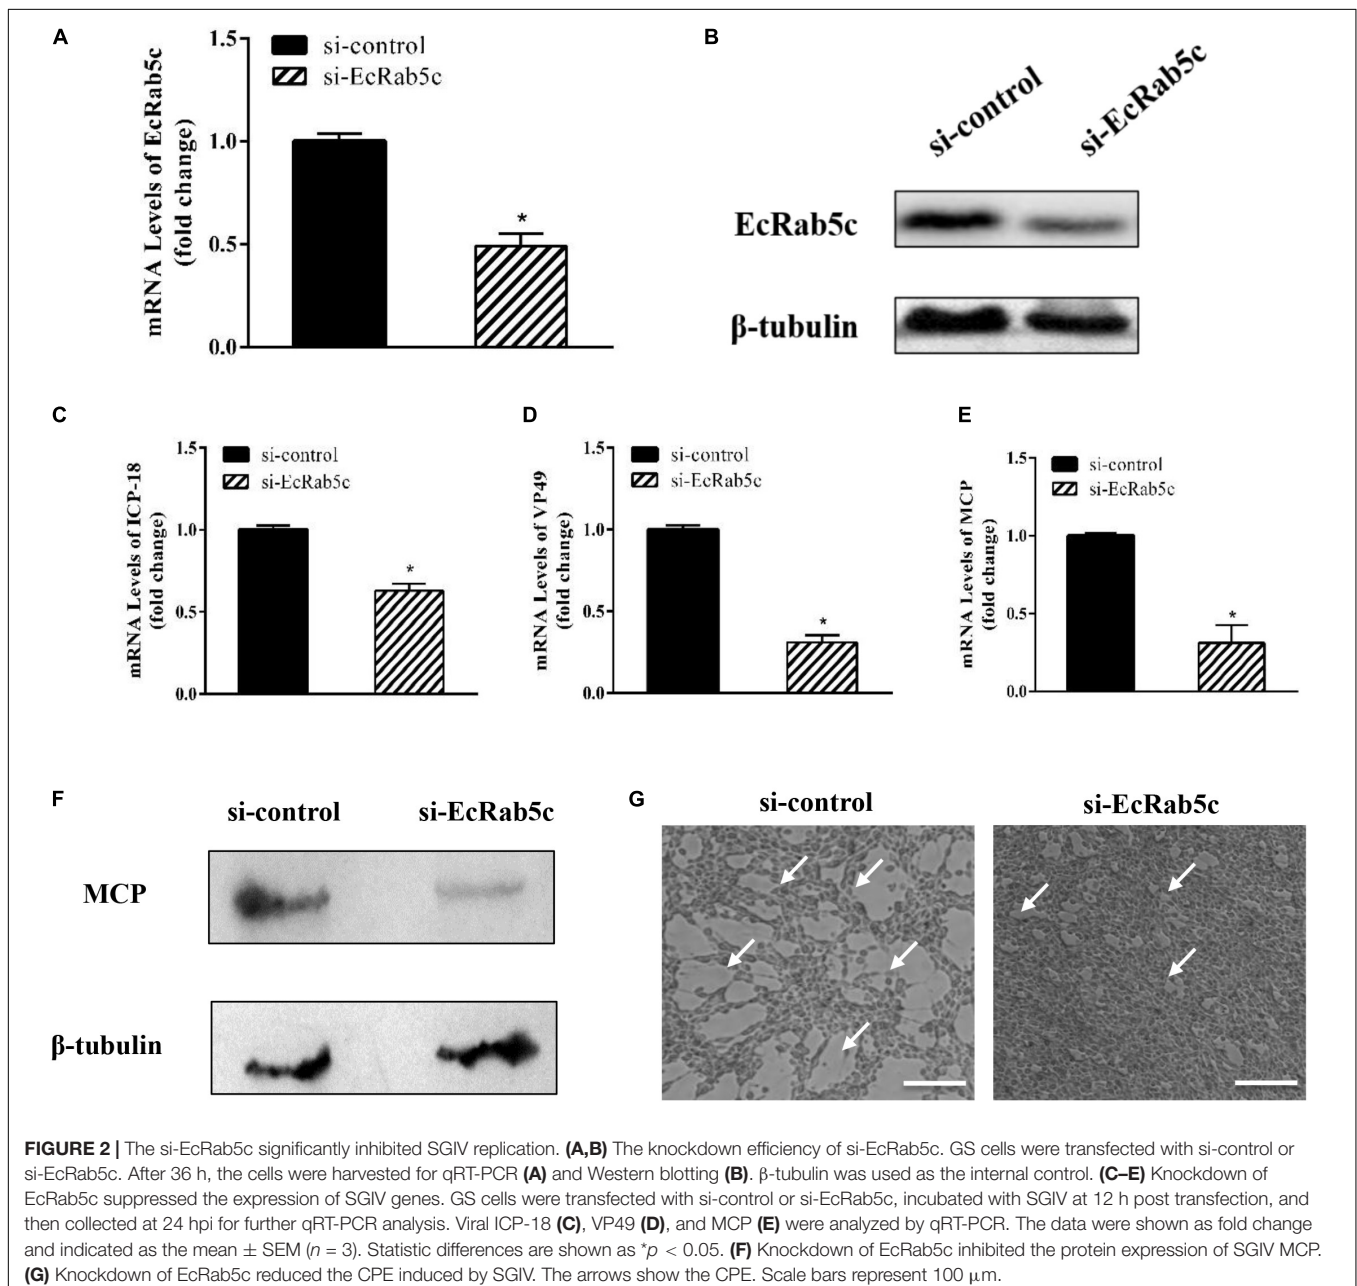 A
1.5
1.0
0.5
0.0
mRNA Levels of EcRab5c
(fold change)
si-control
si-EcRab5c
*
B
si-control
si-EcRab5c
EcRab5c
β-tubulin
C
1.5
1.0
0.5
0.0
mRNA Levels of ICP-18
(fold change)
si-control
si-EcRab5c
*
D
1.5
1.0
0.5
0.0
mRNA Levels of VP49
(fold change)
si-control
si-EcRab5c
*
E
1.5
1.0
0.5
0.0
mRNA Levels of MCP
(fold change)
si-control
si-EcRab5c
*
F
si-control si-EcRab5c
MCP
β-tubulin
G
si-control si-EcRab5c
FIGURE 2 | The si-EcRab5c significantly inhibited SGIV replication. (A,B) The knockdown efficiency of si-EcRab5c. GS cells were transfected with si-control or
si-EcRab5c. After 36 h, the cells were harvested for qRT-PCR (A) and Western blotting (B). β-tubulin was used as the internal control. (C–E) Knockdown of
EcRab5c suppressed the expression of SGIV genes. GS cells were transfected with si-control or si-EcRab5c, incubated with SGIV at 12 h post transfection, and
then collected at 24 hpi for further qRT-PCR analysis. Viral ICP-18 (C), VP49 (D), and MCP (E) were analyzed by qRT-PCR. The data were shown as fold change
and indicated as the mean ± SEM (n = 3). Statistic differences are shown as *p < 0.05. (F) Knockdown of EcRab5c inhibited the protein expression of SGIV MCP.
(G) Knockdown of EcRab5c reduced the CPE induced by SGIV. The arrows show the CPE. Scale bars represent 100 μm.